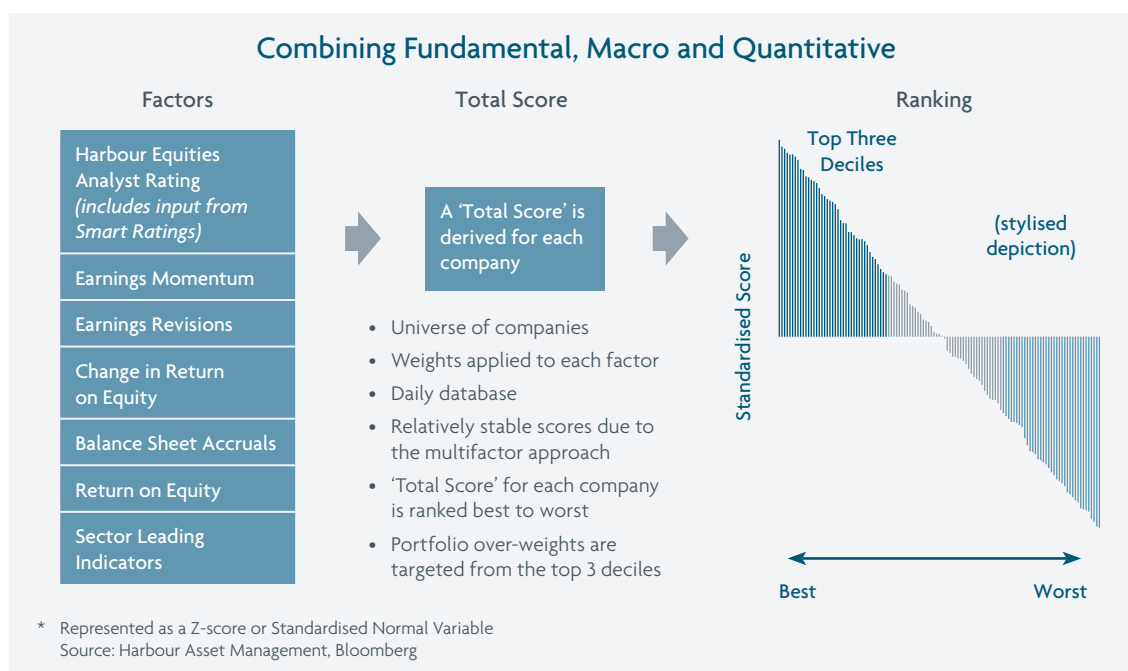 Combining Fundamental, Macro and Quantitative
Factors
Harbour Equities
Analyst Rating
(includes input from
Smart Ratings)
Earnings Momentum
Earnings Revisions
Change in Return
on Equity
Balance Sheet Accruals
Return on Equity
Sector Leading
Indicators
Total Score
A ‘Total Score’ is
derived for each
company
• Universe of companies
• Weights applied to each factor
• Daily database
• Relatively stable scores due to
the multifactor approach
• ‘Total Score’ for each company
is ranked best to worst
• Portfolio over-weights are
targeted from the top 3 deciles
Ranking
Top Three
Deciles
(stylised
depiction)
Standardised Score
Best
Worst
* Represented as a Z-score or Standardised Normal Variable
Source: Harbour Asset Management, Bloomberg